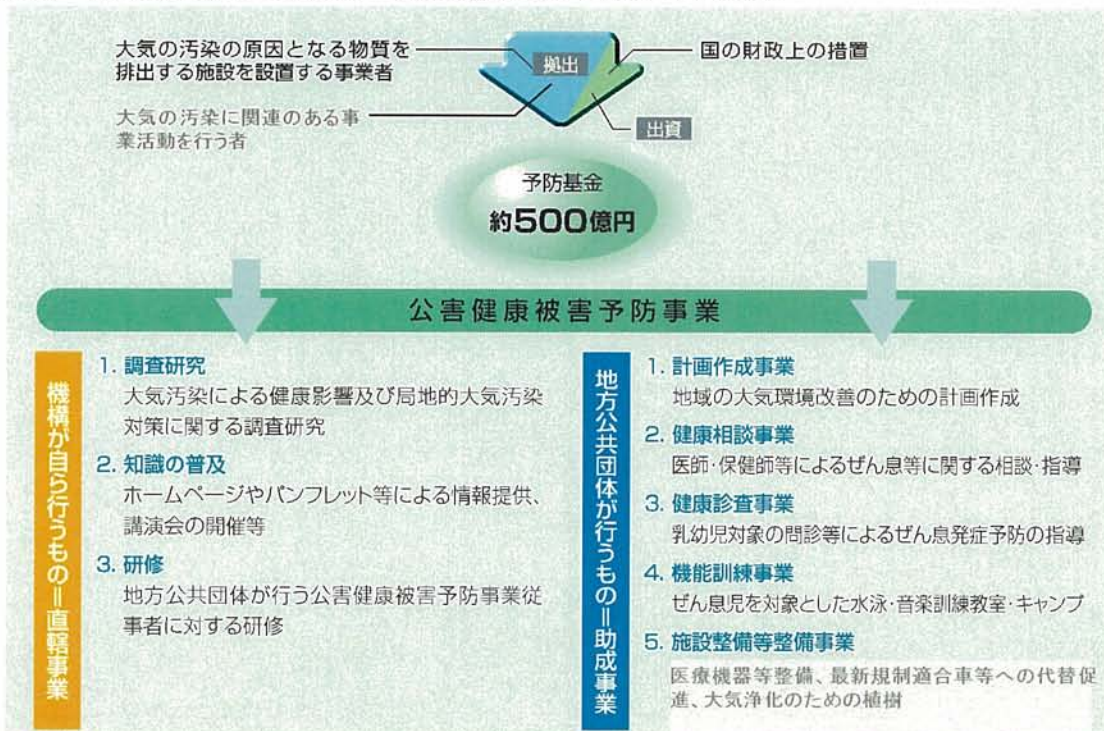 大気の汚染の原因となる物質を
排出する施設を設置する事業者
大気の汚染に関連のある事
業活動を行う者
拠出
国の財政上の措置
出資
予防基金
約500億円
公害健康被害予防事業
機構が自ら行うもの=直轄事業
1. 調査研究
大気汚染による健康影響及び局地的大気汚染
対策に関する調査研究
2. 知識の普及
ホームページやパンフレット等による情報提供、
講演会の開催等
3. 研修
地方公共団体が行う公害健康被害予防事業従
事者に対する研修
地方公共団体が行うもの=助成事業
1. 計画作成事業
地域の大気環境改善のための計画作成
2. 健康相談事業
医師・保健師等によるぜん息等に関する相談・指導
3. 健康診査事業
乳幼児対象の問診等によるぜん息発症予防の指導
4. 機能訓練事業
ぜん息児を対象とした水泳・音楽訓練教室・キャンプ
5. 施設整備等整備事業
医療機器等整備、最新規制適合車等への代替促
進、大気浄化のための植樹